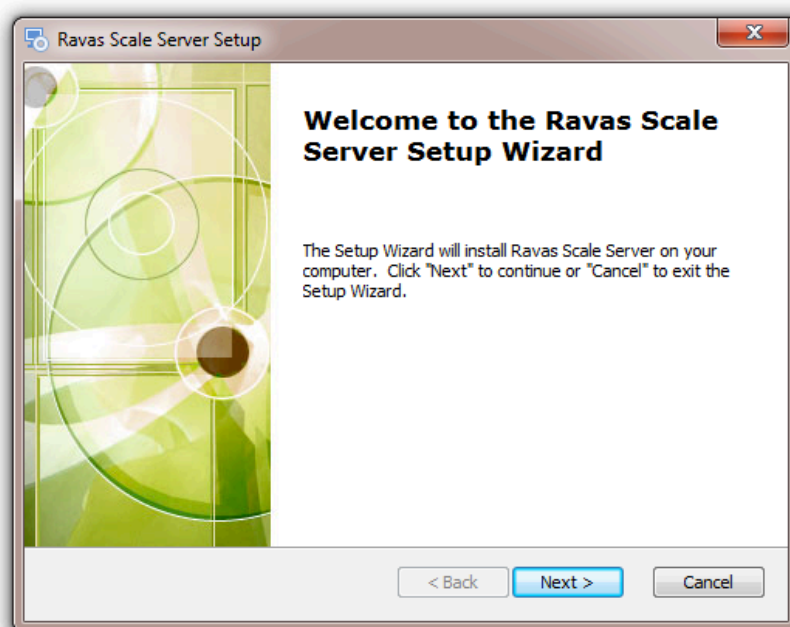 Ravas Scale Server Setup
Welcome to the Ravas Scale
Server Setup Wizard
The Setup Wizard will install Ravas Scale Server on your
computer.  Click "Next" to continue or "Cancel" to exit the
Setup Wizard.
< Back
Next >
Cancel